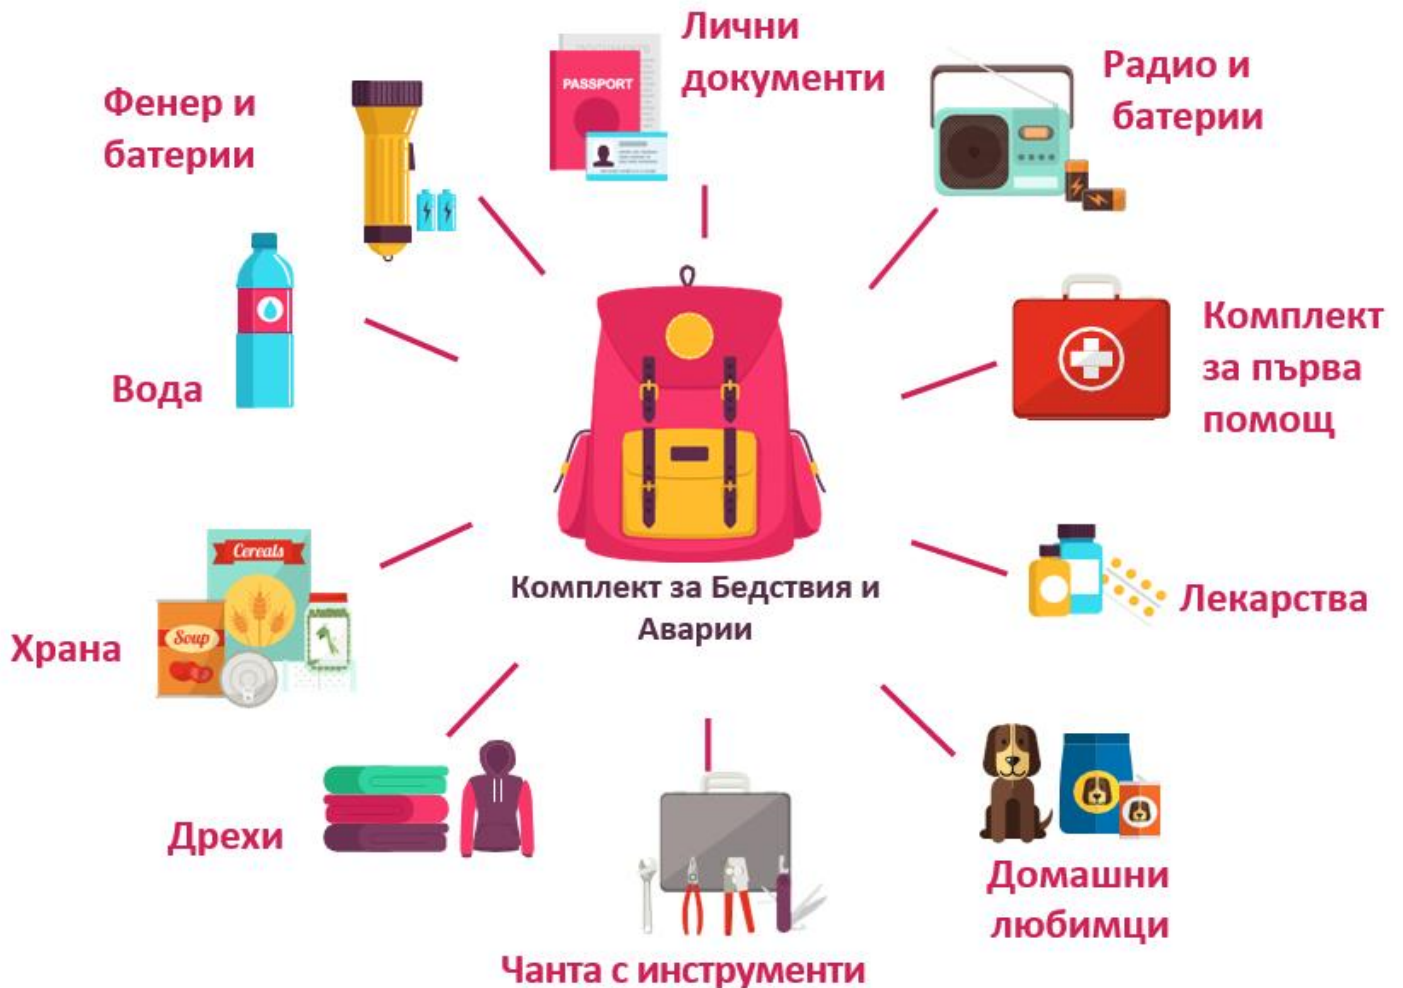 Лични
документи
PASSPORT
Радио и
батерии
Фенер и
батерии
Комплект
за първа
помощ
Вода
Cereals
Soup
Храна
Комплект за Бедствия и
Аварии
Лекарства
Дрехи
Домашни
любимци
Чанта с инструменти